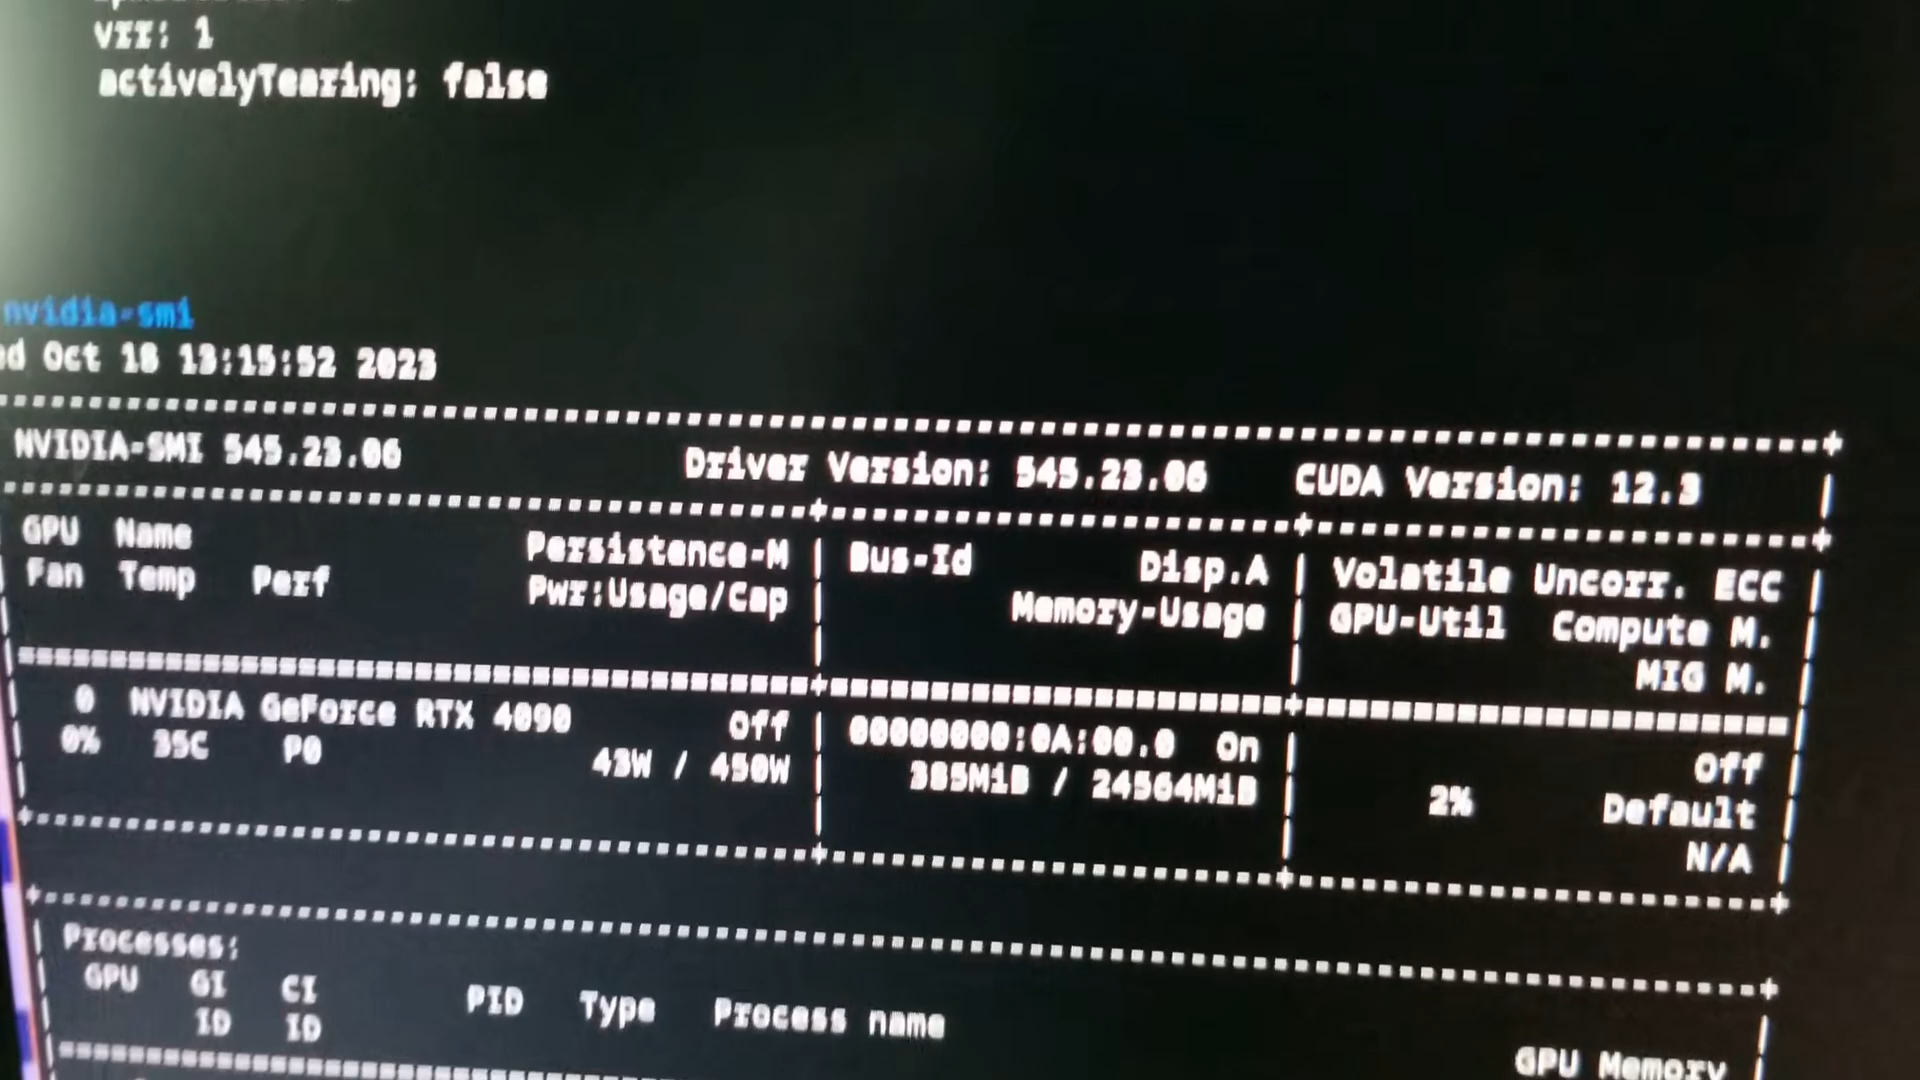 vrr: 1
activelyTearing: false
nvidia-smi
ed Oct 18 13:15:52 2023
NVIDIA-SMI 545.23.06 Driver Version: 545.23.06 CUDA Version: 12.3
GPU Name Persistence-M | Bus-Id Disp.A | Volatile Uncorr. ECC
Fan Temp Perf Pwr:Usage/Cap | Memory-Usage | GPU-Util Compute M.
MIG M.
0 NVIDIA GeForce RTX 4090 Off | 00000000:0A:00.0 On | Off
0% 35C P0 43W / 450W | 385MiB / 24564MiB | 2% Default
N/A
Processes:
GPU GI CI PID Type Process name GPU Memory
ID ID